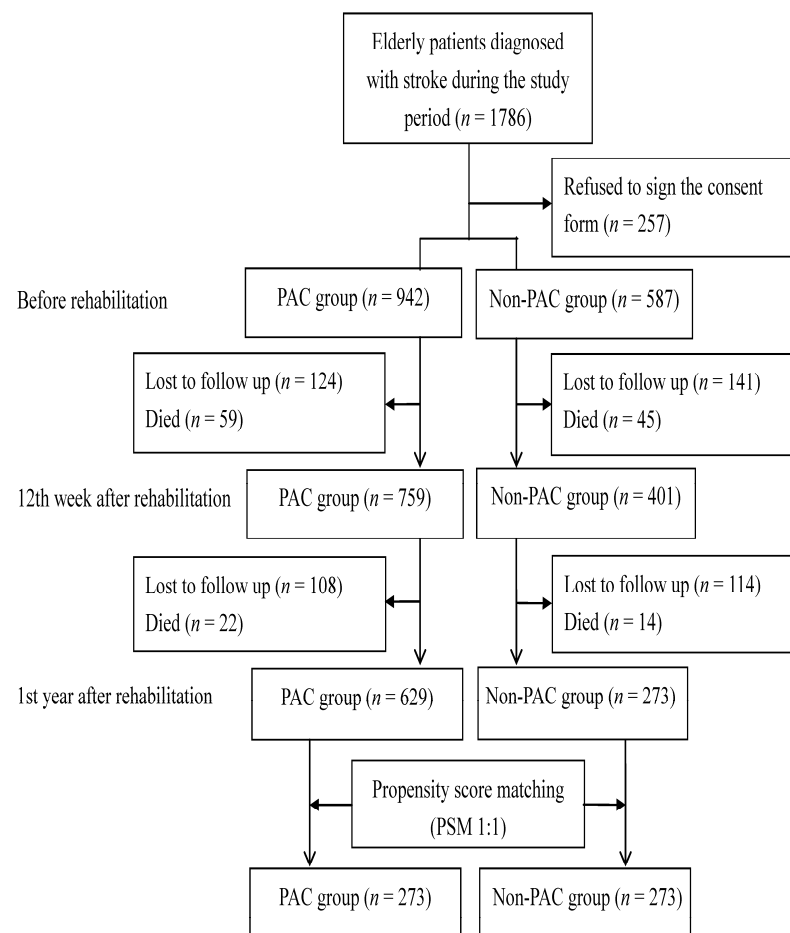 Elderly patients diagnosed
with stroke during the study
period (n = 1786)
Refused to sign the consent
form (n = 257)
Before rehabilitation
PAC group (n = 942)
Non-PAC group (n = 587)
Lost to follow up (n = 124)
Died (n = 59)
Lost to follow up (n = 141)
Died (n = 45)
12th week after rehabilitation
PAC group (n = 759)
Non-PAC group (n = 401)
Lost to follow up (n = 108)
Died (n = 22)
Lost to follow up (n = 114)
Died (n = 14)
1st year after rehabilitation
PAC group (n = 629)
Non-PAC group (n = 273)
Propensity score matching
(PSM 1:1)
PAC group (n = 273)
Non-PAC group (n = 273)